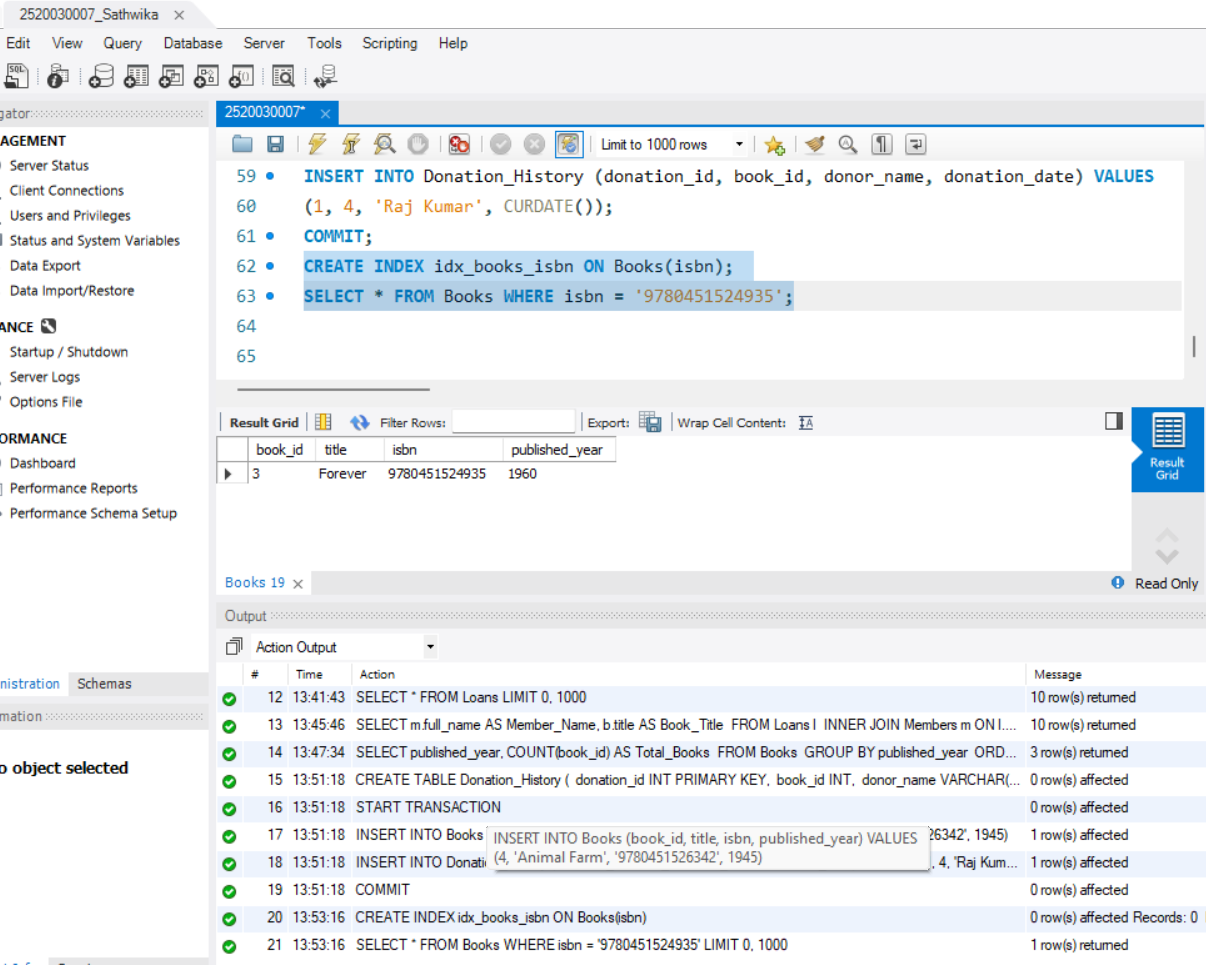 2520030007_Sathwika ×
Edit View Query Database Server Tools Scripting Help
gator
AGEMENT
Server Status
Client Connections
Users and Privileges
Status and System Variables
Data Export
Data Import/Restore
ANCE
Startup / Shutdown
Server Logs
Options File
ORMANCE
Dashboard
Performance Reports
Performance Schema Setup
nistration Schemas
mation
o object selected
2520030007* ×
Limit to 1000 rows
59 INSERT INTO Donation_History (donation_id, book_id, donor_name, donation_date) VALUES
60 (1, 4, 'Raj Kumar', CURDATE());
61 COMMIT;
62 CREATE INDEX idx_books_isbn ON Books(isbn);
63 SELECT * FROM Books WHERE isbn = '9780451524935';
64
65
Result Grid Filter Rows: Export: Wrap Cell Content:
book_id title isbn published_year
3 Forever 9780451524935 1960
Result
Grid
Books 19 ×
Read Only
Output
Action Output
# Time Action Message
12 13:41:43 SELECT * FROM Loans LIMIT 0, 1000 10 row(s) returned
13 13:45:46 SELECT m.full_name AS Member_Name, b.title AS Book_Title FROM Loans l INNER JOIN Members m ON l.... 10 row(s) returned
14 13:47:34 SELECT published_year, COUNT(book_id) AS Total_Books FROM Books GROUP BY published_year ORD... 3 row(s) returned
15 13:51:18 CREATE TABLE Donation_History ( donation_id INT PRIMARY KEY, book_id INT, donor_name VARCHAR(... 0 row(s) affected
16 13:51:18 START TRANSACTION 0 row(s) affected
17 13:51:18 INSERT INTO Books 26342', 1945) 1 row(s) affected
INSERT INTO Books (book_id, title, isbn, published_year) VALUES
(4, 'Animal Farm', '9780451526342', 1945)
18 13:51:18 INSERT INTO Donati , 4, 'Raj Kum... 1 row(s) affected
19 13:51:18 COMMIT 0 row(s) affected
20 13:53:16 CREATE INDEX idx_books_isbn ON Books(isbn) 0 row(s) affected Records: 0
21 13:53:16 SELECT * FROM Books WHERE isbn = '9780451524935' LIMIT 0, 1000 1 row(s) returned